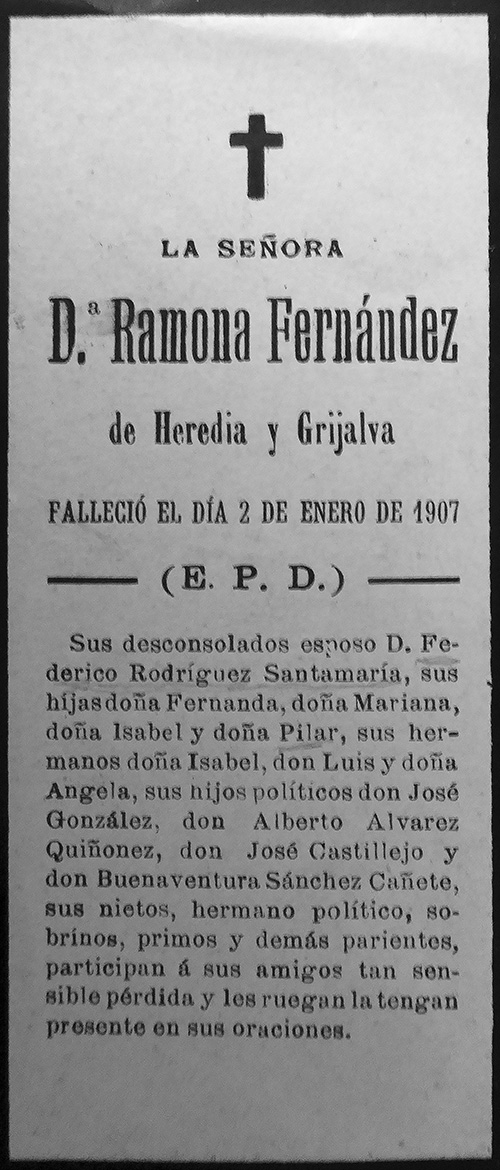 LA SEÑORA
D.ª Ramona Fernández
de Heredia y Grijalva
FALLECIÓ EL DÍA 2 DE ENERO DE 1907
(E. P. D.)
Sus desconsolados esposo D. Fe-
derico Rodríguez Santamaría, sus
hijas doña Fernanda, doña Mariana,
doña Isabel y doña Pilar, sus her-
manos doña Isabel, don Luis y doña
Angela, sus hijos políticos don José
González, don Alberto Alvarez
Quiñonez, don José Castillejo y
don Buenaventura Sánchez Cañete,
sus nietos, hermano político, so-
brinos, primos y demás parientes,
participan á sus amigos tan sen-
sible pérdida y les ruegan la tengan
presente en sus oraciones.